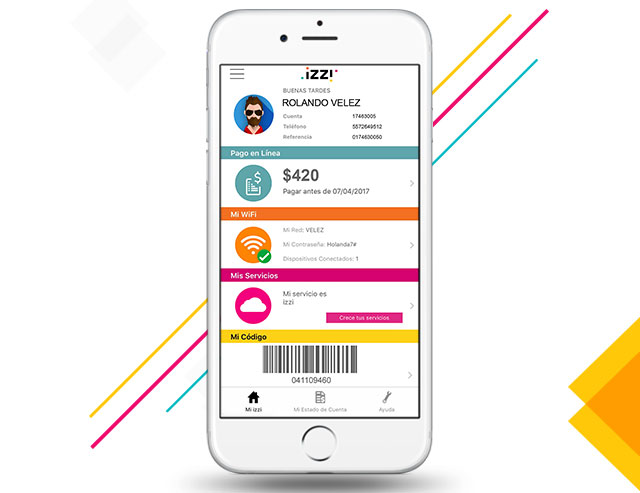 izzi
BUENAS TARDES
ROLANDO VELEZ
Cuenta 17463005
Teléfono 5572649512
Referencia 0174630050
Pago en Línea
$420
Pagar antes de 07/04/2017
Mi WiFi
Mi Red: VELEZ
Mi Contraseña: Holanda7#
Dispositivos Conectados: 1
Mis Servicios
Mi servicio es
izzi
Crece tus servicios
Mi Código
041109460
Mi izzi Mi Estado de Cuenta Ayuda